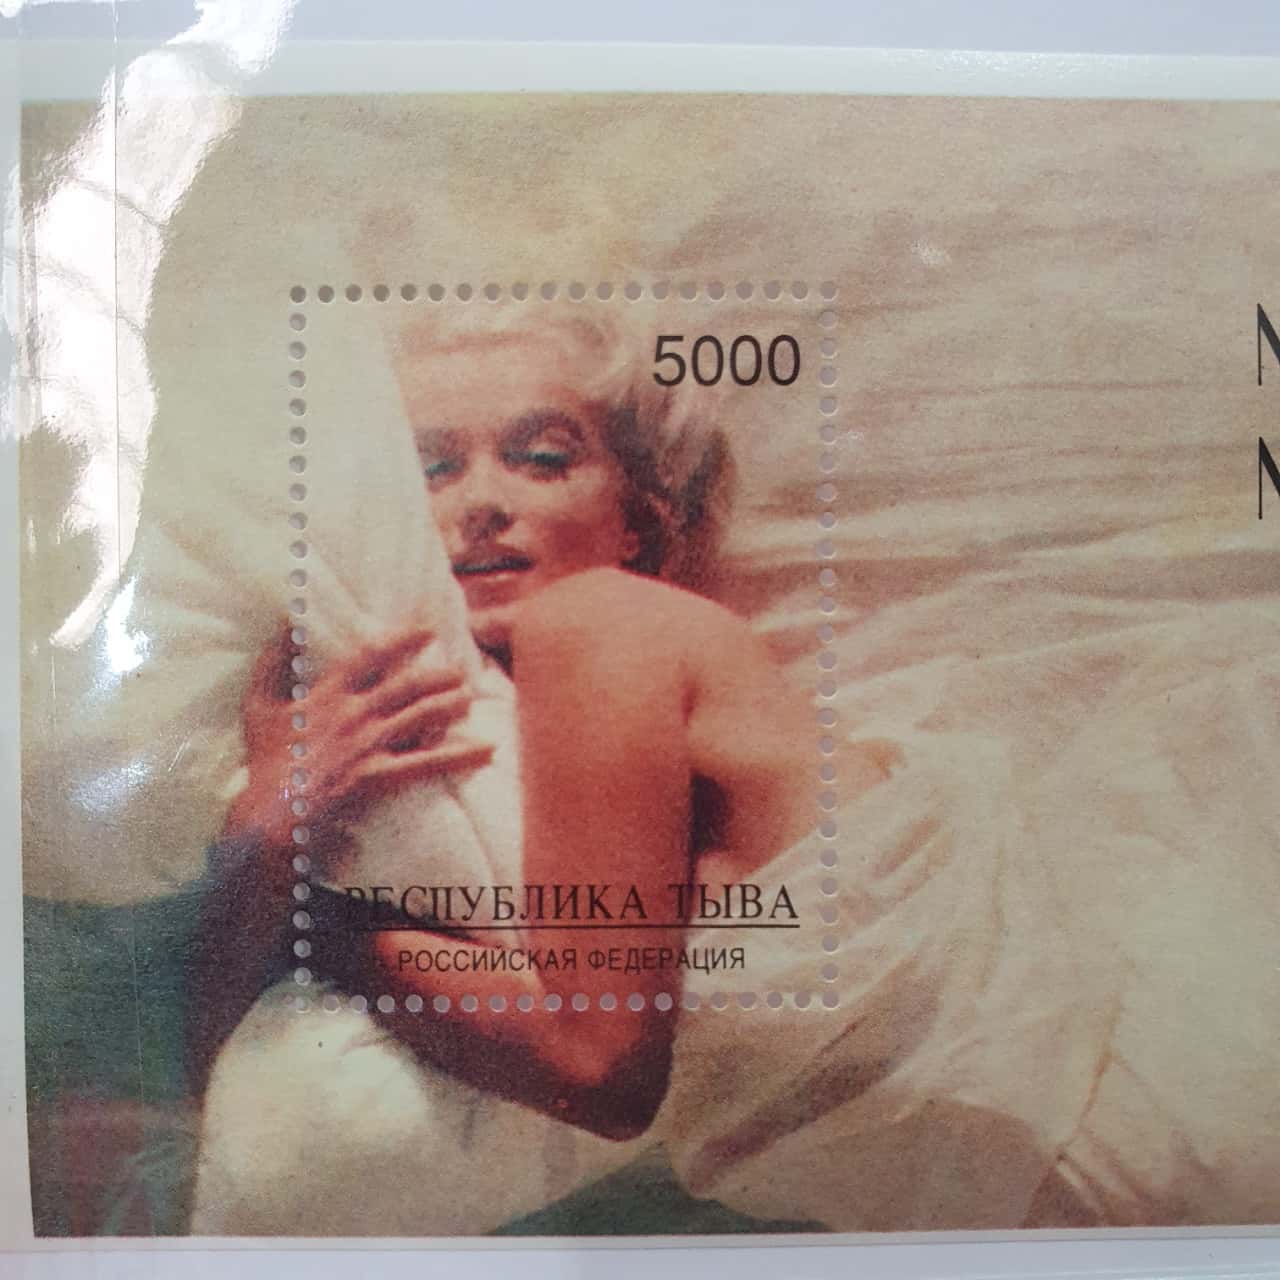 5000
РЕСПУБЛИКА ТЫВА
РОССИЙСКАЯ ФЕДЕРАЦИЯ